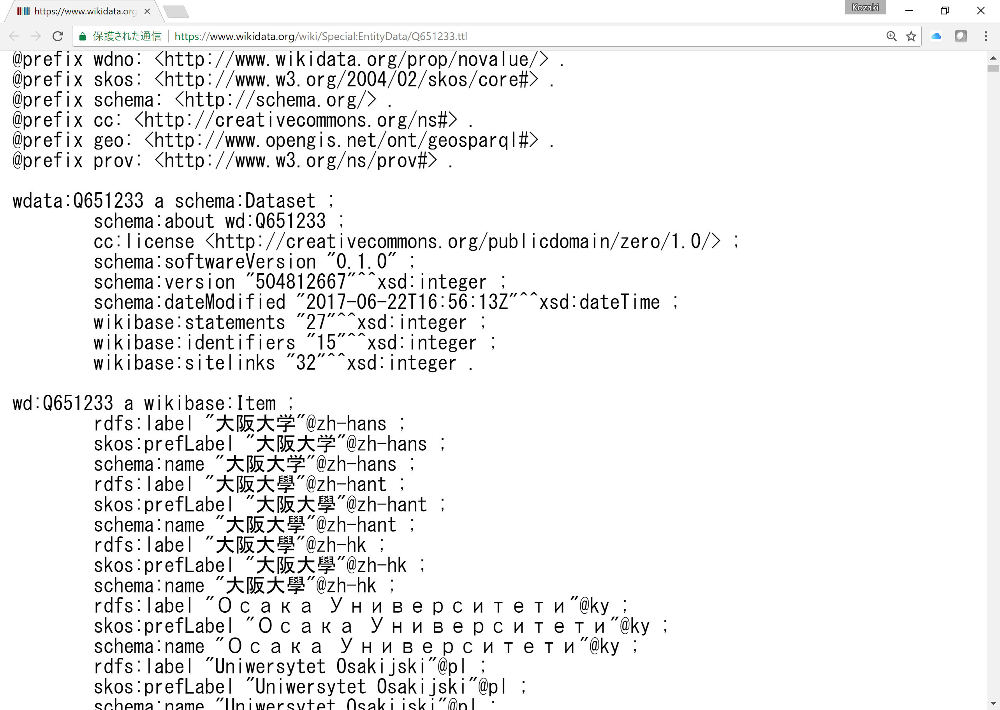 https://www.wikidata.org
Kozaki
保護された通信 https://www.wikidata.org/wiki/Special:EntityData/Q651233.ttl
@prefix wdno: <http://www.wikidata.org/prop/novalue/> .
@prefix skos: <http://www.w3.org/2004/02/skos/core#> .
@prefix schema: <http://schema.org/> .
@prefix cc: <http://creativecommons.org/ns#> .
@prefix geo: <http://www.opengis.net/ont/geosparql#> .
@prefix prov: <http://www.w3.org/ns/prov#> .
wdata:Q651233 a schema:Dataset ;
schema:about wd:Q651233 ;
cc:license <http://creativecommons.org/publicdomain/zero/1.0/> ;
schema:softwareVersion "0.1.0" ;
schema:version "504812667"^^xsd:integer ;
schema:dateModified "2017-06-22T16:56:13Z"^^xsd:dateTime ;
wikibase:statements "27"^^xsd:integer ;
wikibase:identifiers "15"^^xsd:integer ;
wikibase:sitelinks "32"^^xsd:integer .
wd:Q651233 a wikibase:Item ;
rdfs:label "大阪大学"@zh-hans ;
skos:prefLabel "大阪大学"@zh-hans ;
schema:name "大阪大学"@zh-hans ;
rdfs:label "大阪大學"@zh-hant ;
skos:prefLabel "大阪大學"@zh-hant ;
schema:name "大阪大學"@zh-hant ;
rdfs:label "大阪大學"@zh-hk ;
skos:prefLabel "大阪大學"@zh-hk ;
schema:name "大阪大學"@zh-hk ;
rdfs:label "Осака Университети"@ky ;
skos:prefLabel "Осака Университети"@ky ;
schema:name "Осака Университети"@ky ;
rdfs:label "Uniwersytet Osakijski"@pl ;
skos:prefLabel "Uniwersytet Osakijski"@pl ;
schema:name "Uniwersytet Osakijski"@pl ;